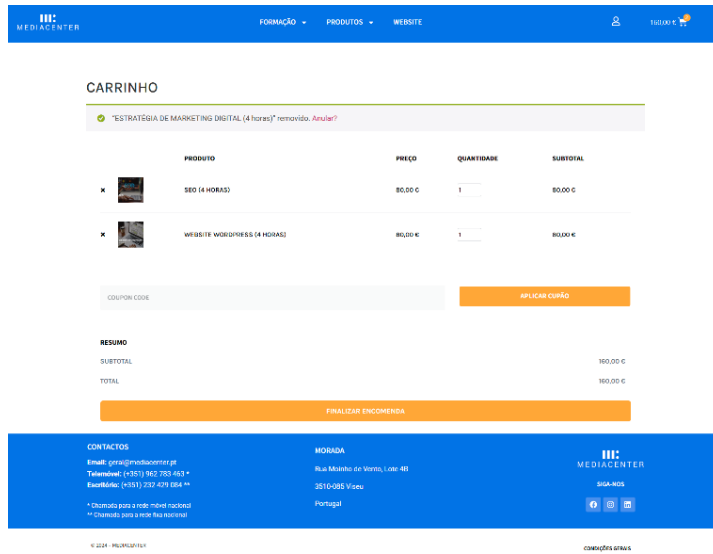 MEDIACENTER
FORMAÇÃO PRODUTOS WEBSITE
160,00 €
CARRINHO
"ESTRATÉGIA DE MARKETING DIGITAL (4 horas)" removido. Anular?
PRODUTO PREÇO QUANTIDADE SUBTOTAL
× SEO (4 HORAS) 80,00 € 1 80,00 €
× WEBSITE WORDPRESS (4 HORAS) 80,00 € 1 80,00 €
COUPON CODE APLICAR CUPÃO
RESUMO
SUBTOTAL 160,00 €
TOTAL 160,00 €
FINALIZAR ENCOMENDA
CONTACTOS
Email: geral@mediacenter.pt
Telemóvel: (+351) 962 783 463 *
Escritório: (+351) 232 429 084 **
* Chamada para a rede móvel nacional
** Chamada para a rede fixa nacional
MORADA
Rua Moinho de Vento, Lote 4B
3510-085 Viseu
Portugal
MEDIACENTER
SIGA-NOS
© 2024 - MEDIACENTER
CONDIÇÕES GERAIS